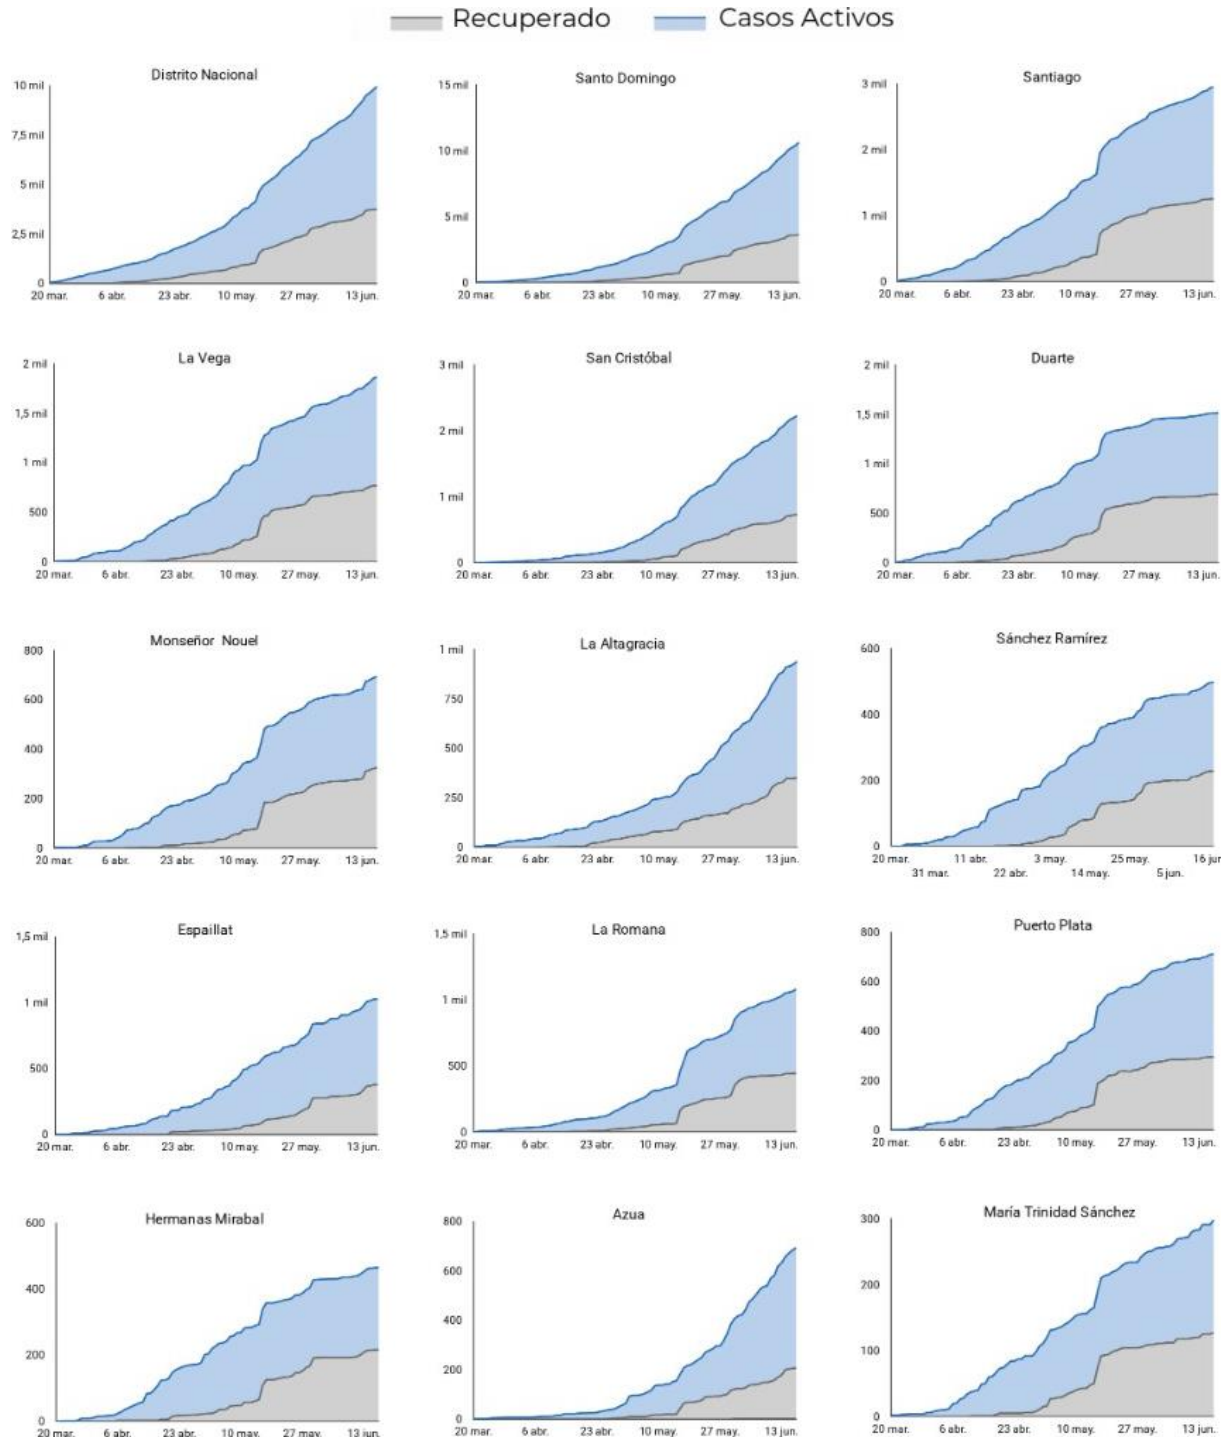 Recuperado Casos Activos
Distrito Nacional
10 mil
7,5 mil
5 mil
2,5 mil
0
20 mar. 6 abr. 23 abr. 10 may. 27 may. 13 jun.
Santo Domingo
15 mil
10 mil
5 mil
0
20 mar. 6 abr. 23 abr. 10 may. 27 may. 13 jun.
Santiago
3 mil
2 mil
1 mil
0
20 mar. 6 abr. 23 abr. 10 may. 27 may. 13 jun.
La Vega
2 mil
1,5 mil
1 mil
500
0
20 mar. 6 abr. 23 abr. 10 may. 27 may. 13 jun.
San Cristóbal
3 mil
2 mil
1 mil
0
20 mar. 6 abr. 23 abr. 10 may. 27 may. 13 jun.
Duarte
2 mil
1,5 mil
1 mil
500
0
20 mar. 6 abr. 23 abr. 10 may. 27 may. 13 jun.
Monseñor Nouel
800
600
400
200
0
20 mar. 6 abr. 23 abr. 10 may. 27 may. 13 jun.
La Altagracia
1 mil
750
500
250
0
20 mar. 6 abr. 23 abr. 10 may. 27 may. 13 jun.
Sánchez Ramírez
600
400
200
0
20 mar. 11 abr. 3 may. 25 may. 16 jun
31 mar. 22 abr. 14 may. 5 jun.
Espaillat
1,5 mil
1 mil
500
0
20 mar. 6 abr. 23 abr. 10 may. 27 may. 13 jun.
La Romana
1,5 mil
1 mil
500
0
20 mar. 6 abr. 23 abr. 10 may. 27 may. 13 jun.
Puerto Plata
800
600
400
200
0
20 mar. 6 abr. 23 abr. 10 may. 27 may. 13 jun.
Hermanas Mirabal
600
400
200
0
20 mar. 6 abr. 23 abr. 10 may. 27 may. 13 jun.
Azua
800
600
400
200
0
20 mar. 6 abr. 23 abr. 10 may. 27 may. 13 jun.
María Trinidad Sánchez
300
200
100
0
20 mar. 6 abr. 23 abr. 10 may. 27 may. 13 jun.